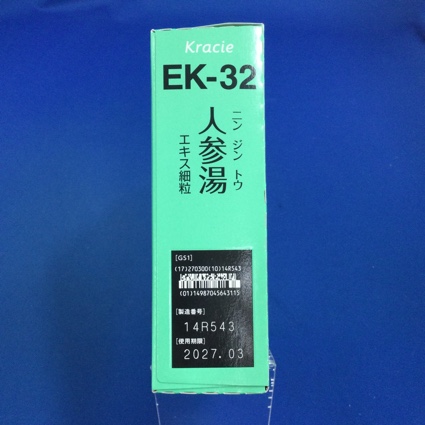 Kracie
EK-32
人参湯
ニンジントウ
エキス細粒
[GS1]
(17)270300(10)14R543
(01)14987045643115
[製造番号]
14R543
[使用期限]
2027.03